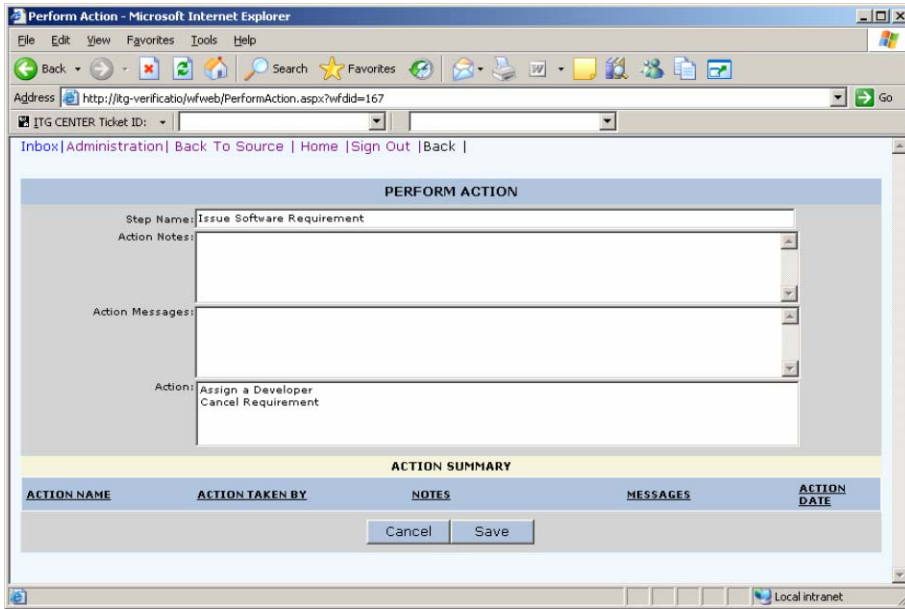 Perform Action - Microsoft Internet Explorer
File Edit View Favorites Tools Help
Back Search Favorites
Address http://itg-verificatio/wfweb/PerformAction.aspx?wfdid=167 Go
ITG CENTER Ticket ID:
Inbox|Administration| Back To Source | Home |Sign Out |Back |
PERFORM ACTION
Step Name: Issue Software Requirement
Action Notes:
Action Messages:
Action: Assign a Developer
Cancel Requirement
ACTION SUMMARY
ACTION NAME ACTION TAKEN BY NOTES MESSAGES ACTION DATE
Cancel Save
Local intranet